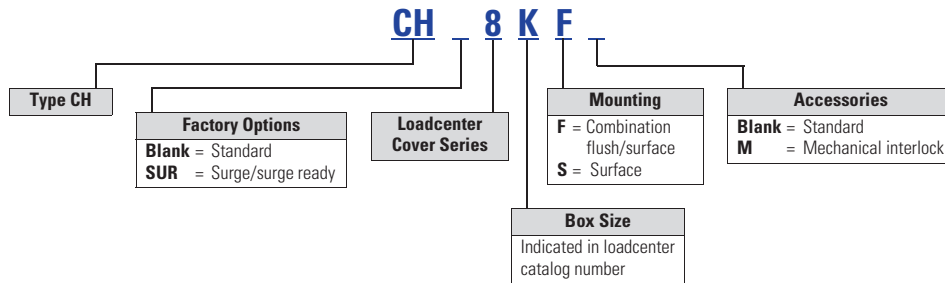 CH _ 8 K F _
Type CH
Factory Options
Blank = Standard
SUR = Surge/surge ready
Loadcenter
Cover Series
Mounting
F = Combination
flush/surface
S = Surface
Accessories
Blank = Standard
M = Mechanical interlock
Box Size
Indicated in loadcenter
catalog number